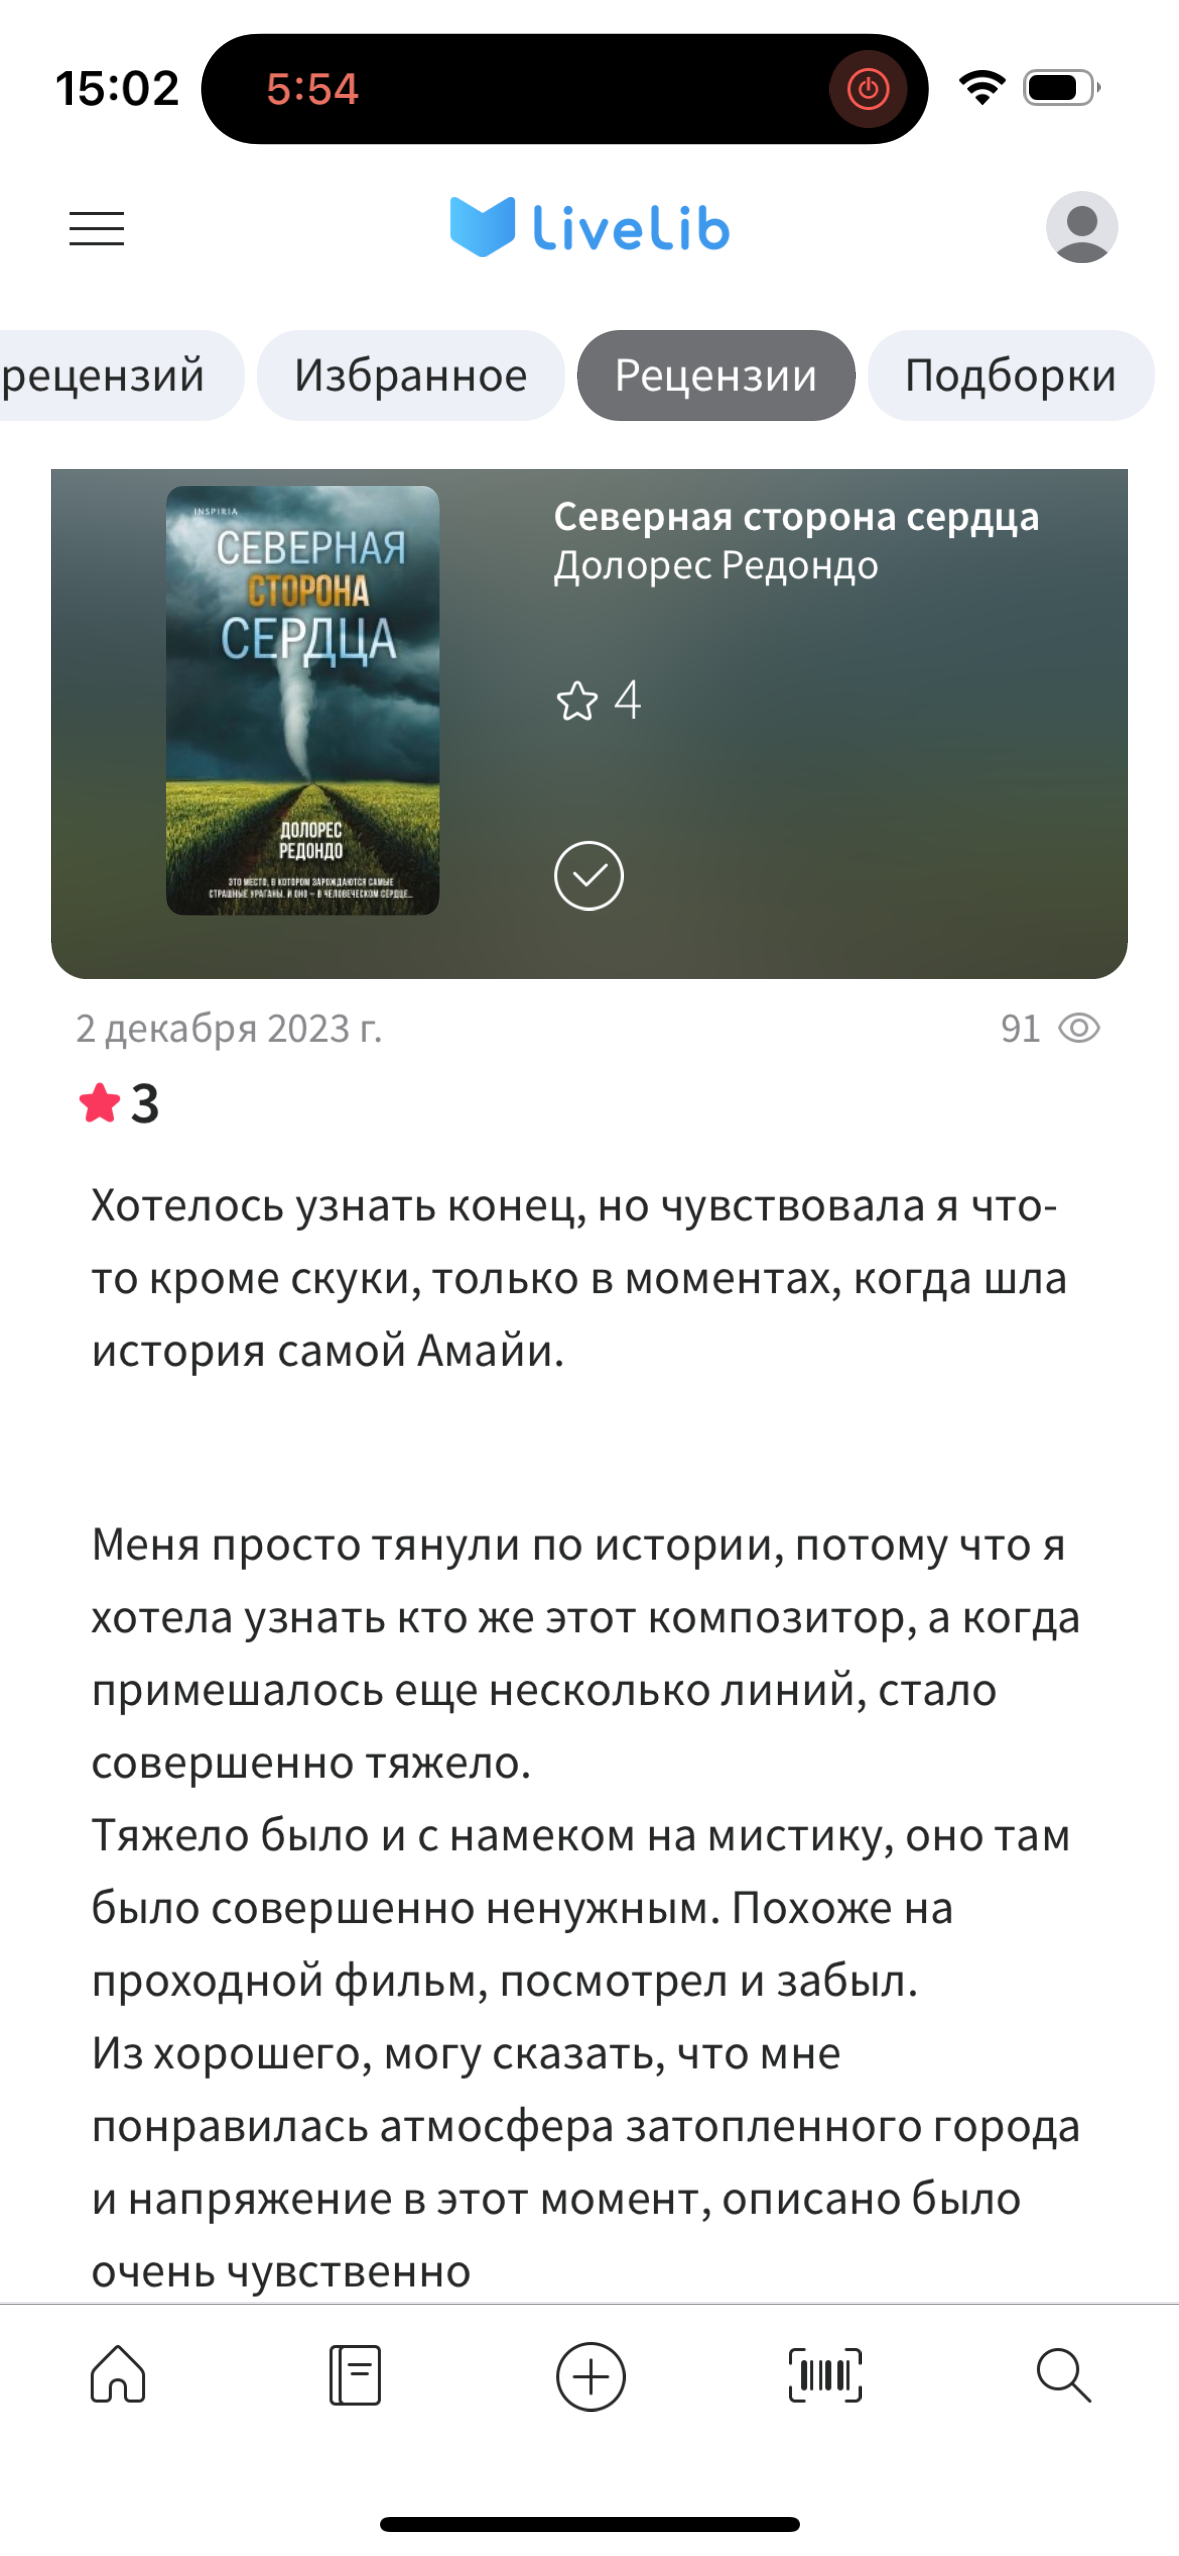 15:02
5:54
livelib
рецензий
Избранное
Рецензии
Подборки
INSPIRIA
СЕВЕРНАЯ
СТОРОНА
СЕРДЦА
ДОЛОРЕС
РЕДОНДО
ЭТО МЕСТО, В КОТОРОМ ЗАРОЖДАЮТСЯ САМЫЕ
СТРАШНЫЕ УРАГАНЫ. И ОНО – В ЧЕЛОВЕЧЕСКОМ СЕРДЦЕ...
Северная сторона сердца
Долорес Редондо
4
2 декабря 2023 г.
91
3
Хотелось узнать конец, но чувствовала я что-
то кроме скуки, только в моментах, когда шла
история самой Амайи.
Меня просто тянули по истории, потому что я
хотела узнать кто же этот композитор, а когда
примешалось еще несколько линий, стало
совершенно тяжело.
Тяжело было и с намеком на мистику, оно там
было совершенно ненужным. Похоже на
проходной фильм, посмотрел и забыл.
Из хорошего, могу сказать, что мне
понравилась атмосфера затопленного города
и напряжение в этот момент, описано было
очень чувственно